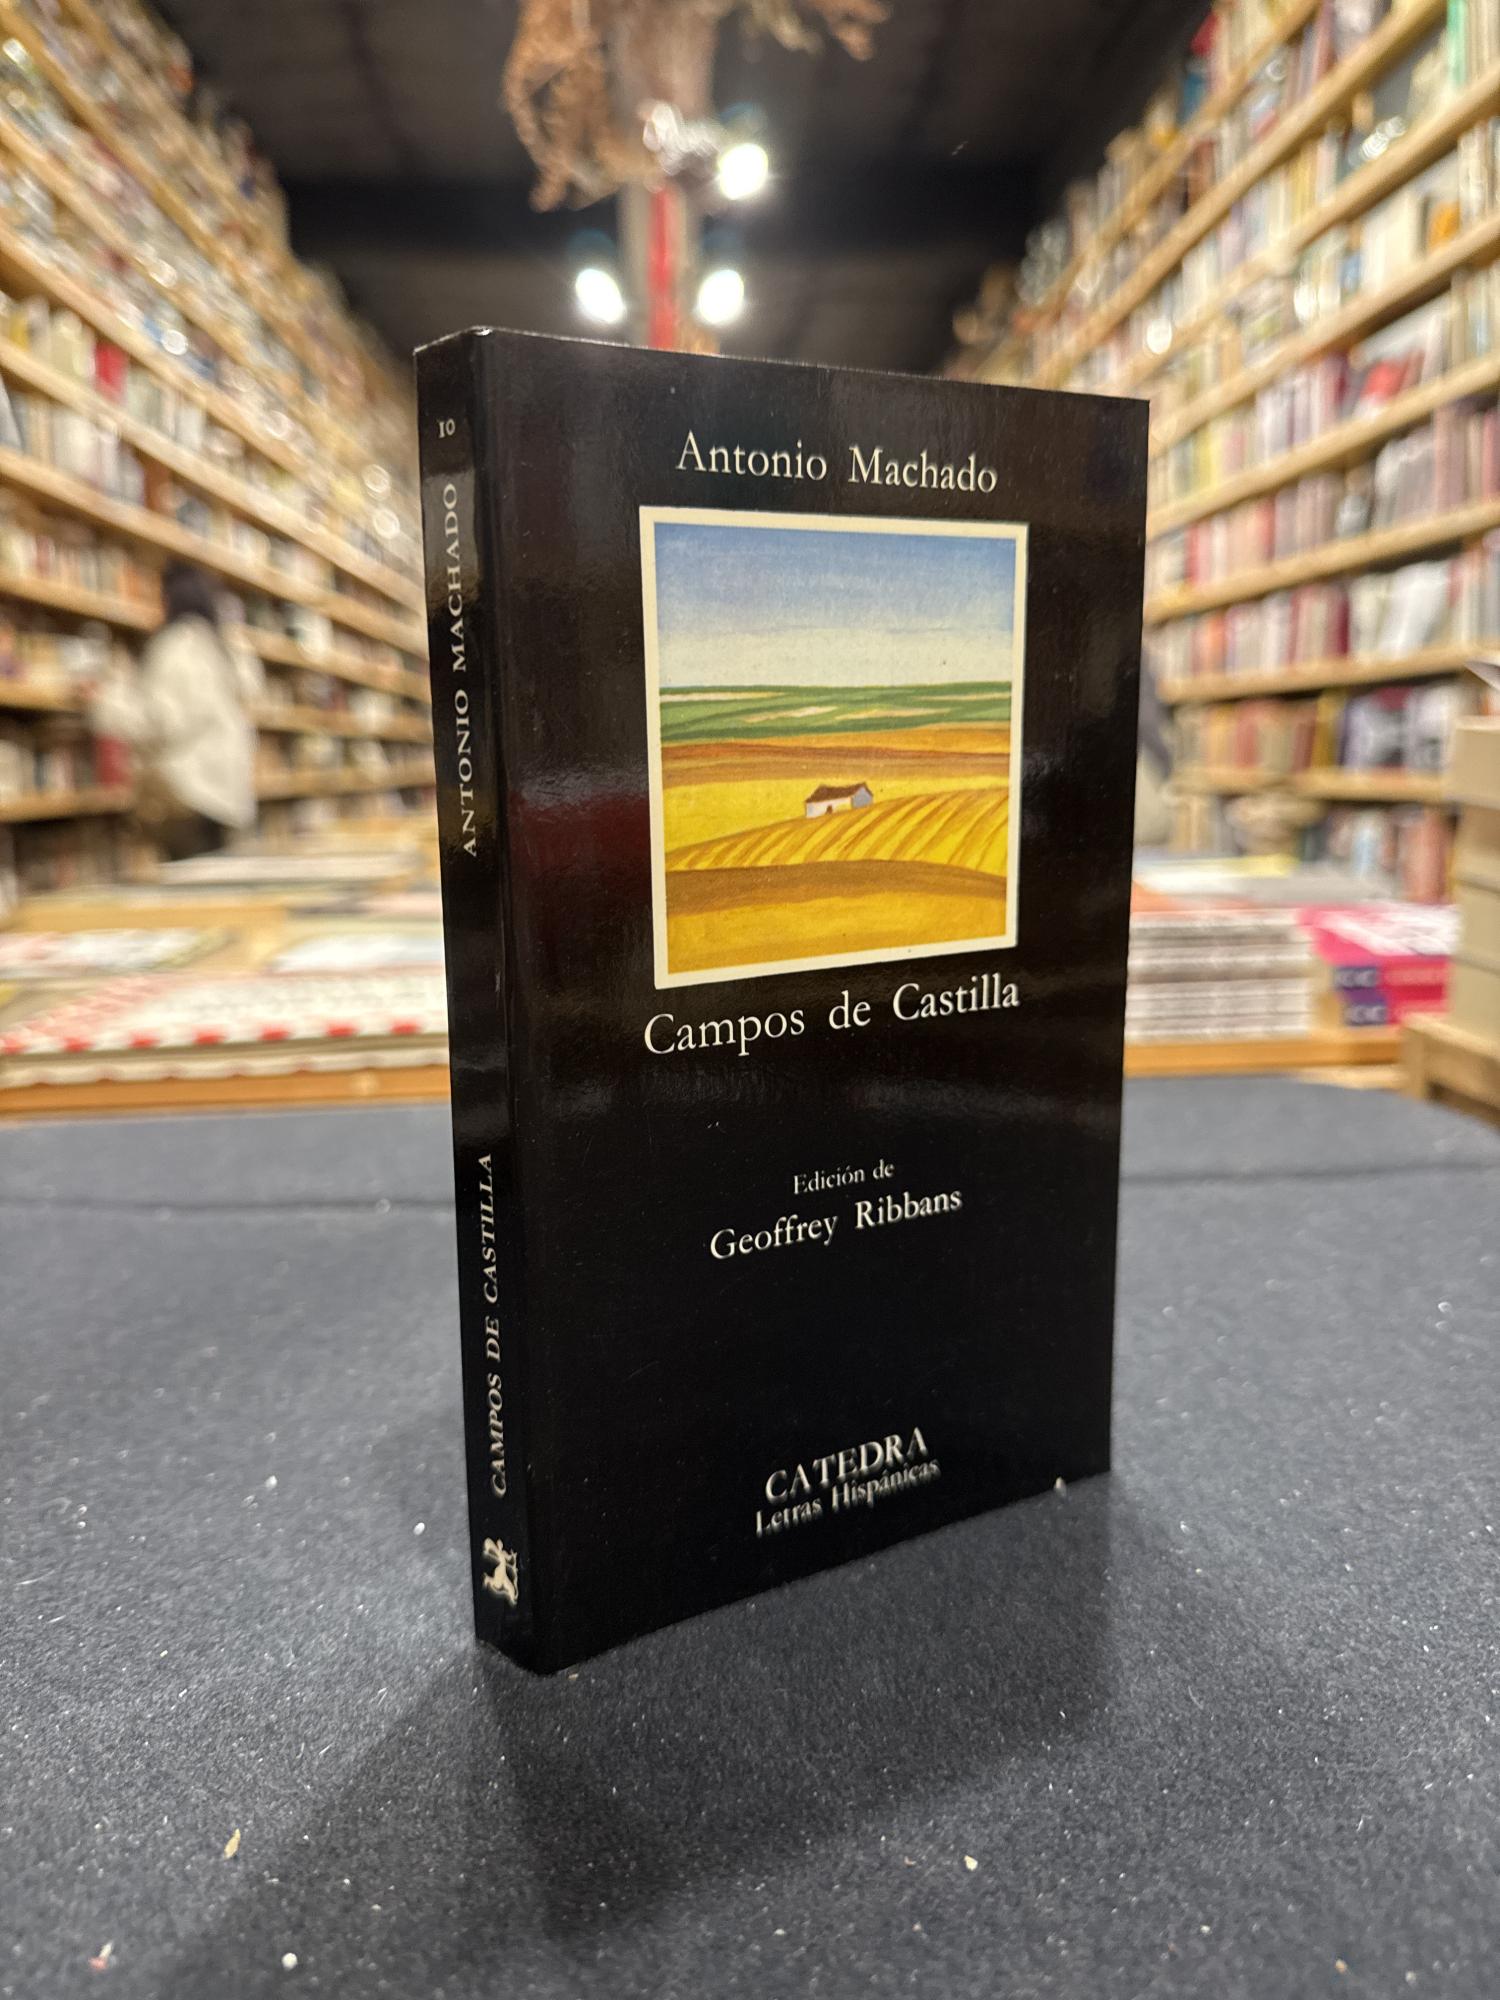 10
ANTONIO MACHADO
CAMPOS DE CASTILLA
Antonio Machado
Campos de Castilla
Edición de
Geoffrey Ribbans
CATEDRA
Letras Hispánicas